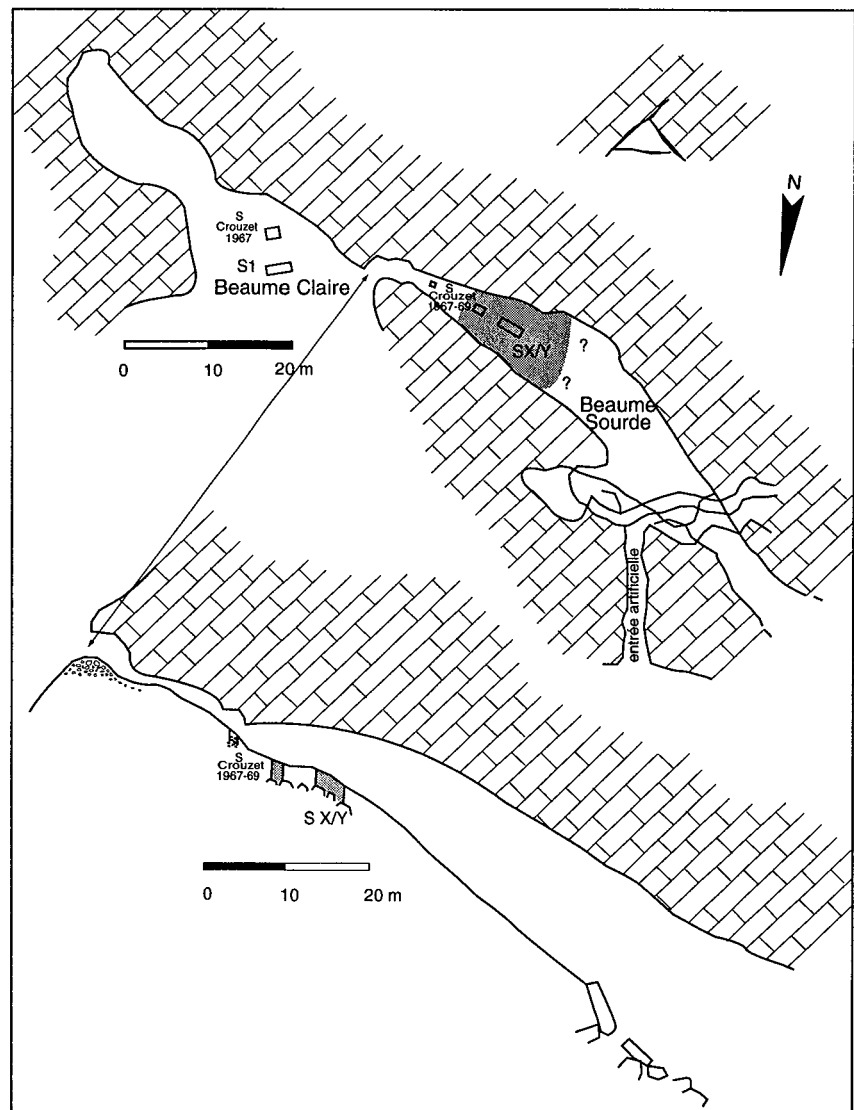 N
S
Crouzet
1967
S1
Beaume Claire
0 10 20 m
S
Crouzet
1967-69
SX/Y
?
?
Beaume
Sourde
entrée artificielle
S
Crouzet
1967-69
S X/Y
0 10 20 m